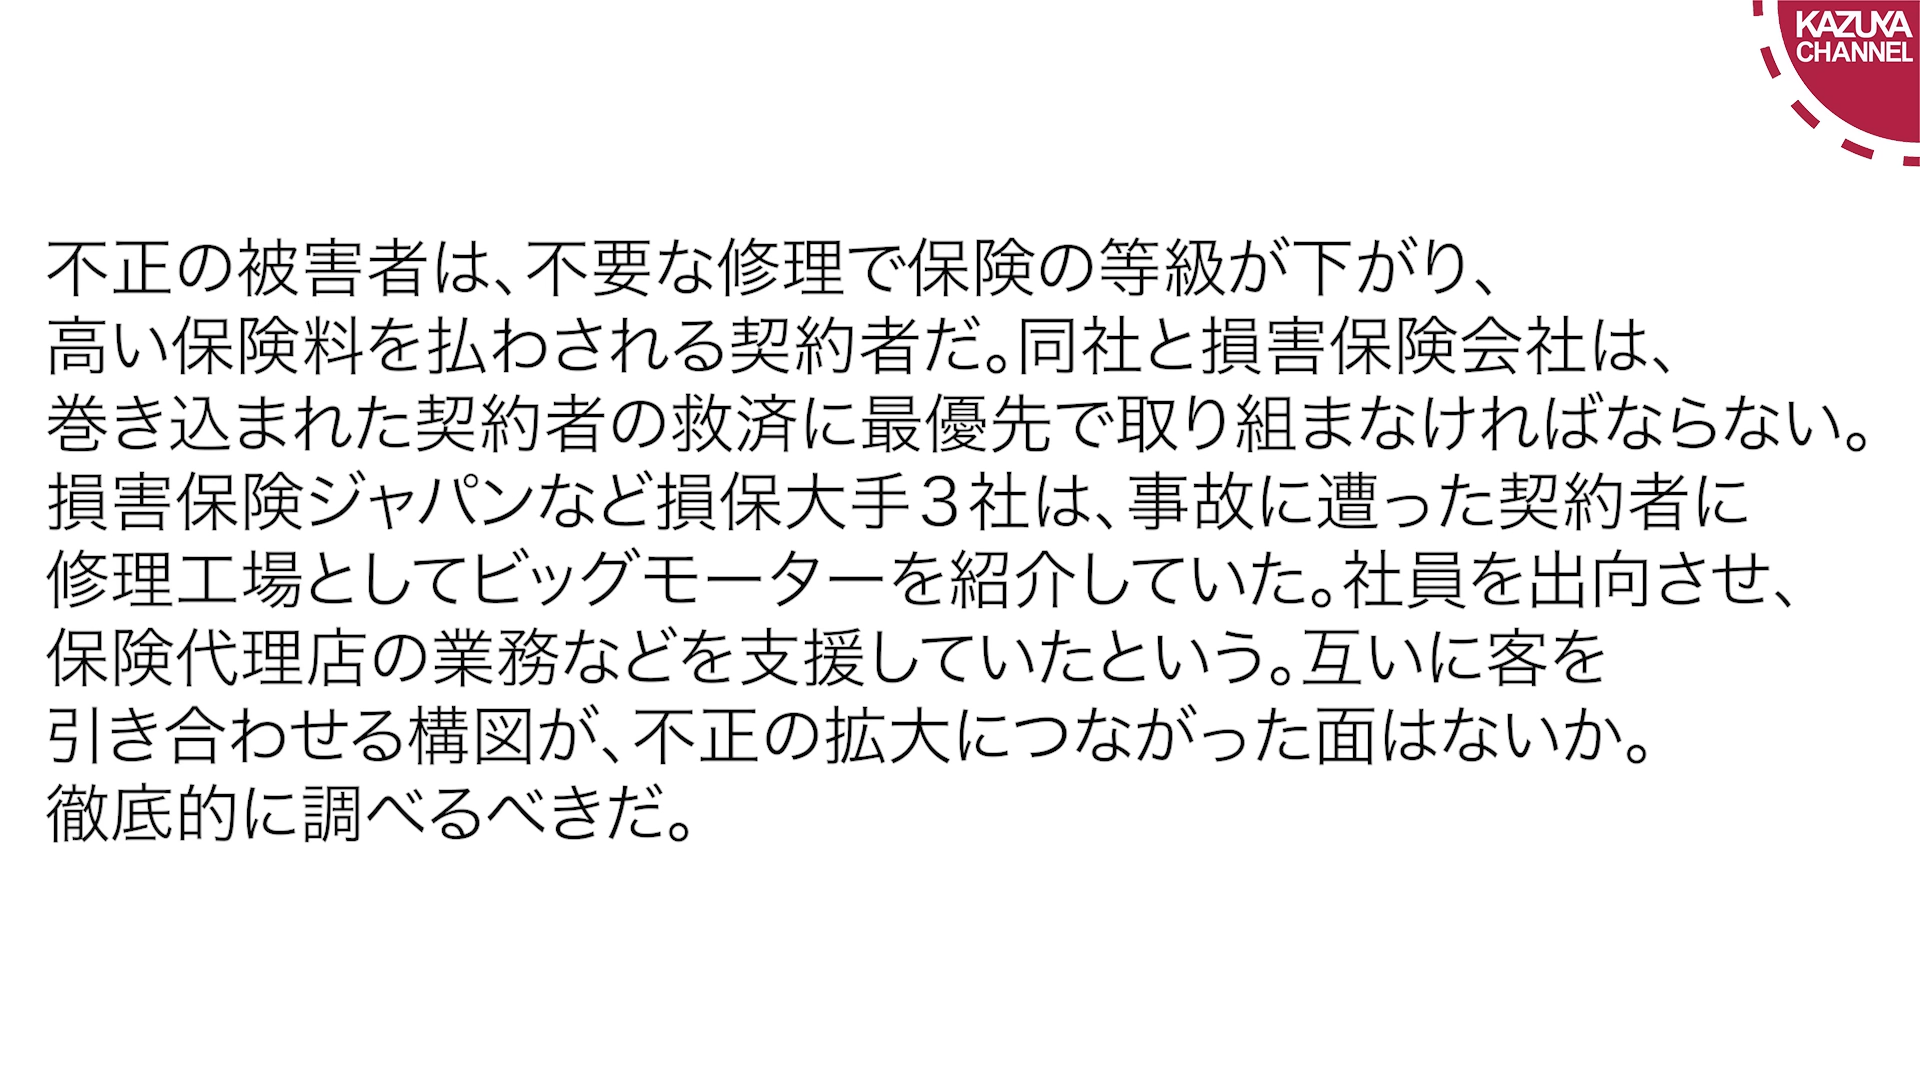 KAZUYA
CHANNEL
不正の被害者は、不要な修理で保険の等級が下がり、
高い保険料を払わされる契約者だ。同社と損害保険会社は、
巻き込まれた契約者の救済に最優先で取り組まなければならない。
損害保険ジャパンなど損保大手３社は、事故に遭った契約者に
修理工場としてビッグモーターを紹介していた。社員を出向させ、
保険代理店の業務などを支援していたという。互いに客を
引き合わせる構図が、不正の拡大につながった面はないか。
徹底的に調べるべきだ。